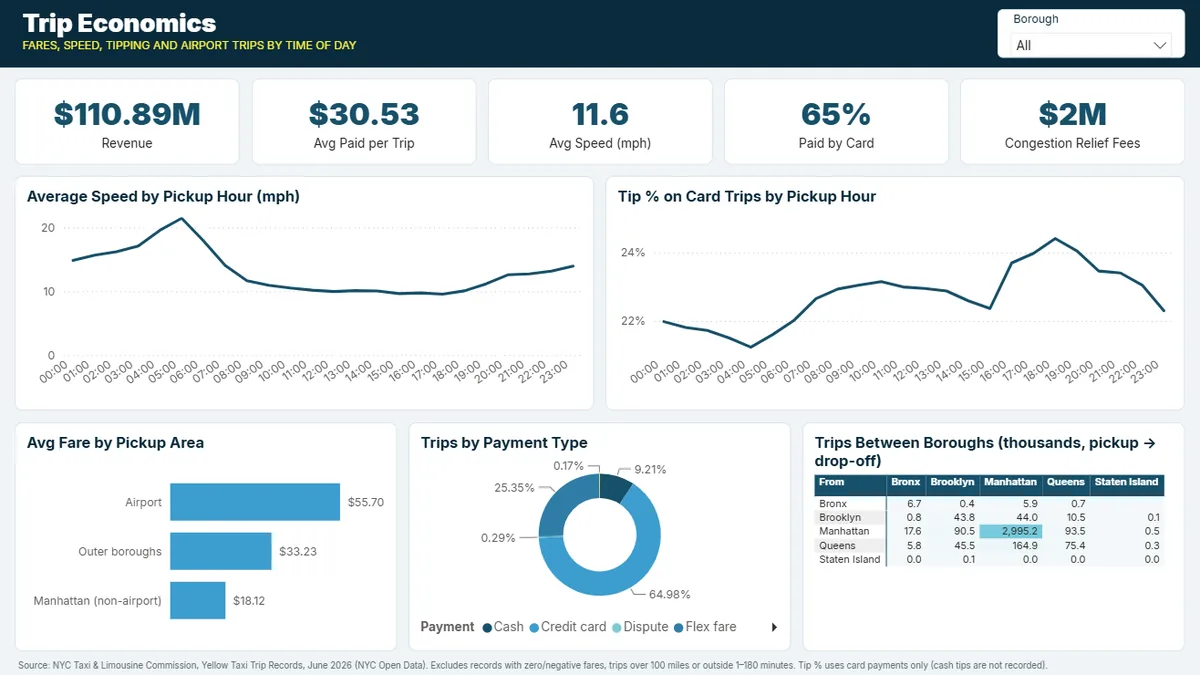 Trip Economics
FARES, SPEED, TIPPING AND AIRPORT TRIPS BY TIME OF DAY
Borough
All
$110.89M
Revenue
$30.53
Avg Paid per Trip
11.6
Avg Speed (mph)
65%
Paid by Card
$2M
Congestion Relief Fees
Average Speed by Pickup Hour (mph)
20
10
0
00:00 01:00 02:00 03:00 04:00 05:00 06:00 07:00 08:00 09:00 10:00 11:00 12:00 13:00 14:00 15:00 16:00 17:00 18:00 19:00 20:00 21:00 22:00 23:00
Tip % on Card Trips by Pickup Hour
24%
22%
00:00 01:00 02:00 03:00 04:00 05:00 06:00 07:00 08:00 09:00 10:00 11:00 12:00 13:00 14:00 15:00 16:00 17:00 18:00 19:00 20:00 21:00 22:00 23:00
Avg Fare by Pickup Area
Airport $55.70
Outer boroughs $33.23
Manhattan (non-airport) $18.12
Trips by Payment Type
0.17%
9.21%
25.35%
0.29%
64.98%
Payment Cash Credit card Dispute Flex fare
Trips Between Boroughs (thousands, pickup →
drop-off)
From Bronx Brooklyn Manhattan Queens Staten Island
Bronx 6.7 0.4 5.9 0.7
Brooklyn 0.8 43.8 44.0 10.5 0.1
Manhattan 17.6 90.5 2,995.2 93.5 0.5
Queens 5.8 45.5 164.9 75.4 0.3
Staten Island 0.0 0.1 0.0 0.0 0.0
Source: NYC Taxi & Limousine Commission, Yellow Taxi Trip Records, June 2026 (NYC Open Data). Excludes records with zero/negative fares, trips over 100 miles or outside 1–180 minutes. Tip % uses card payments only (cash tips are not recorded).